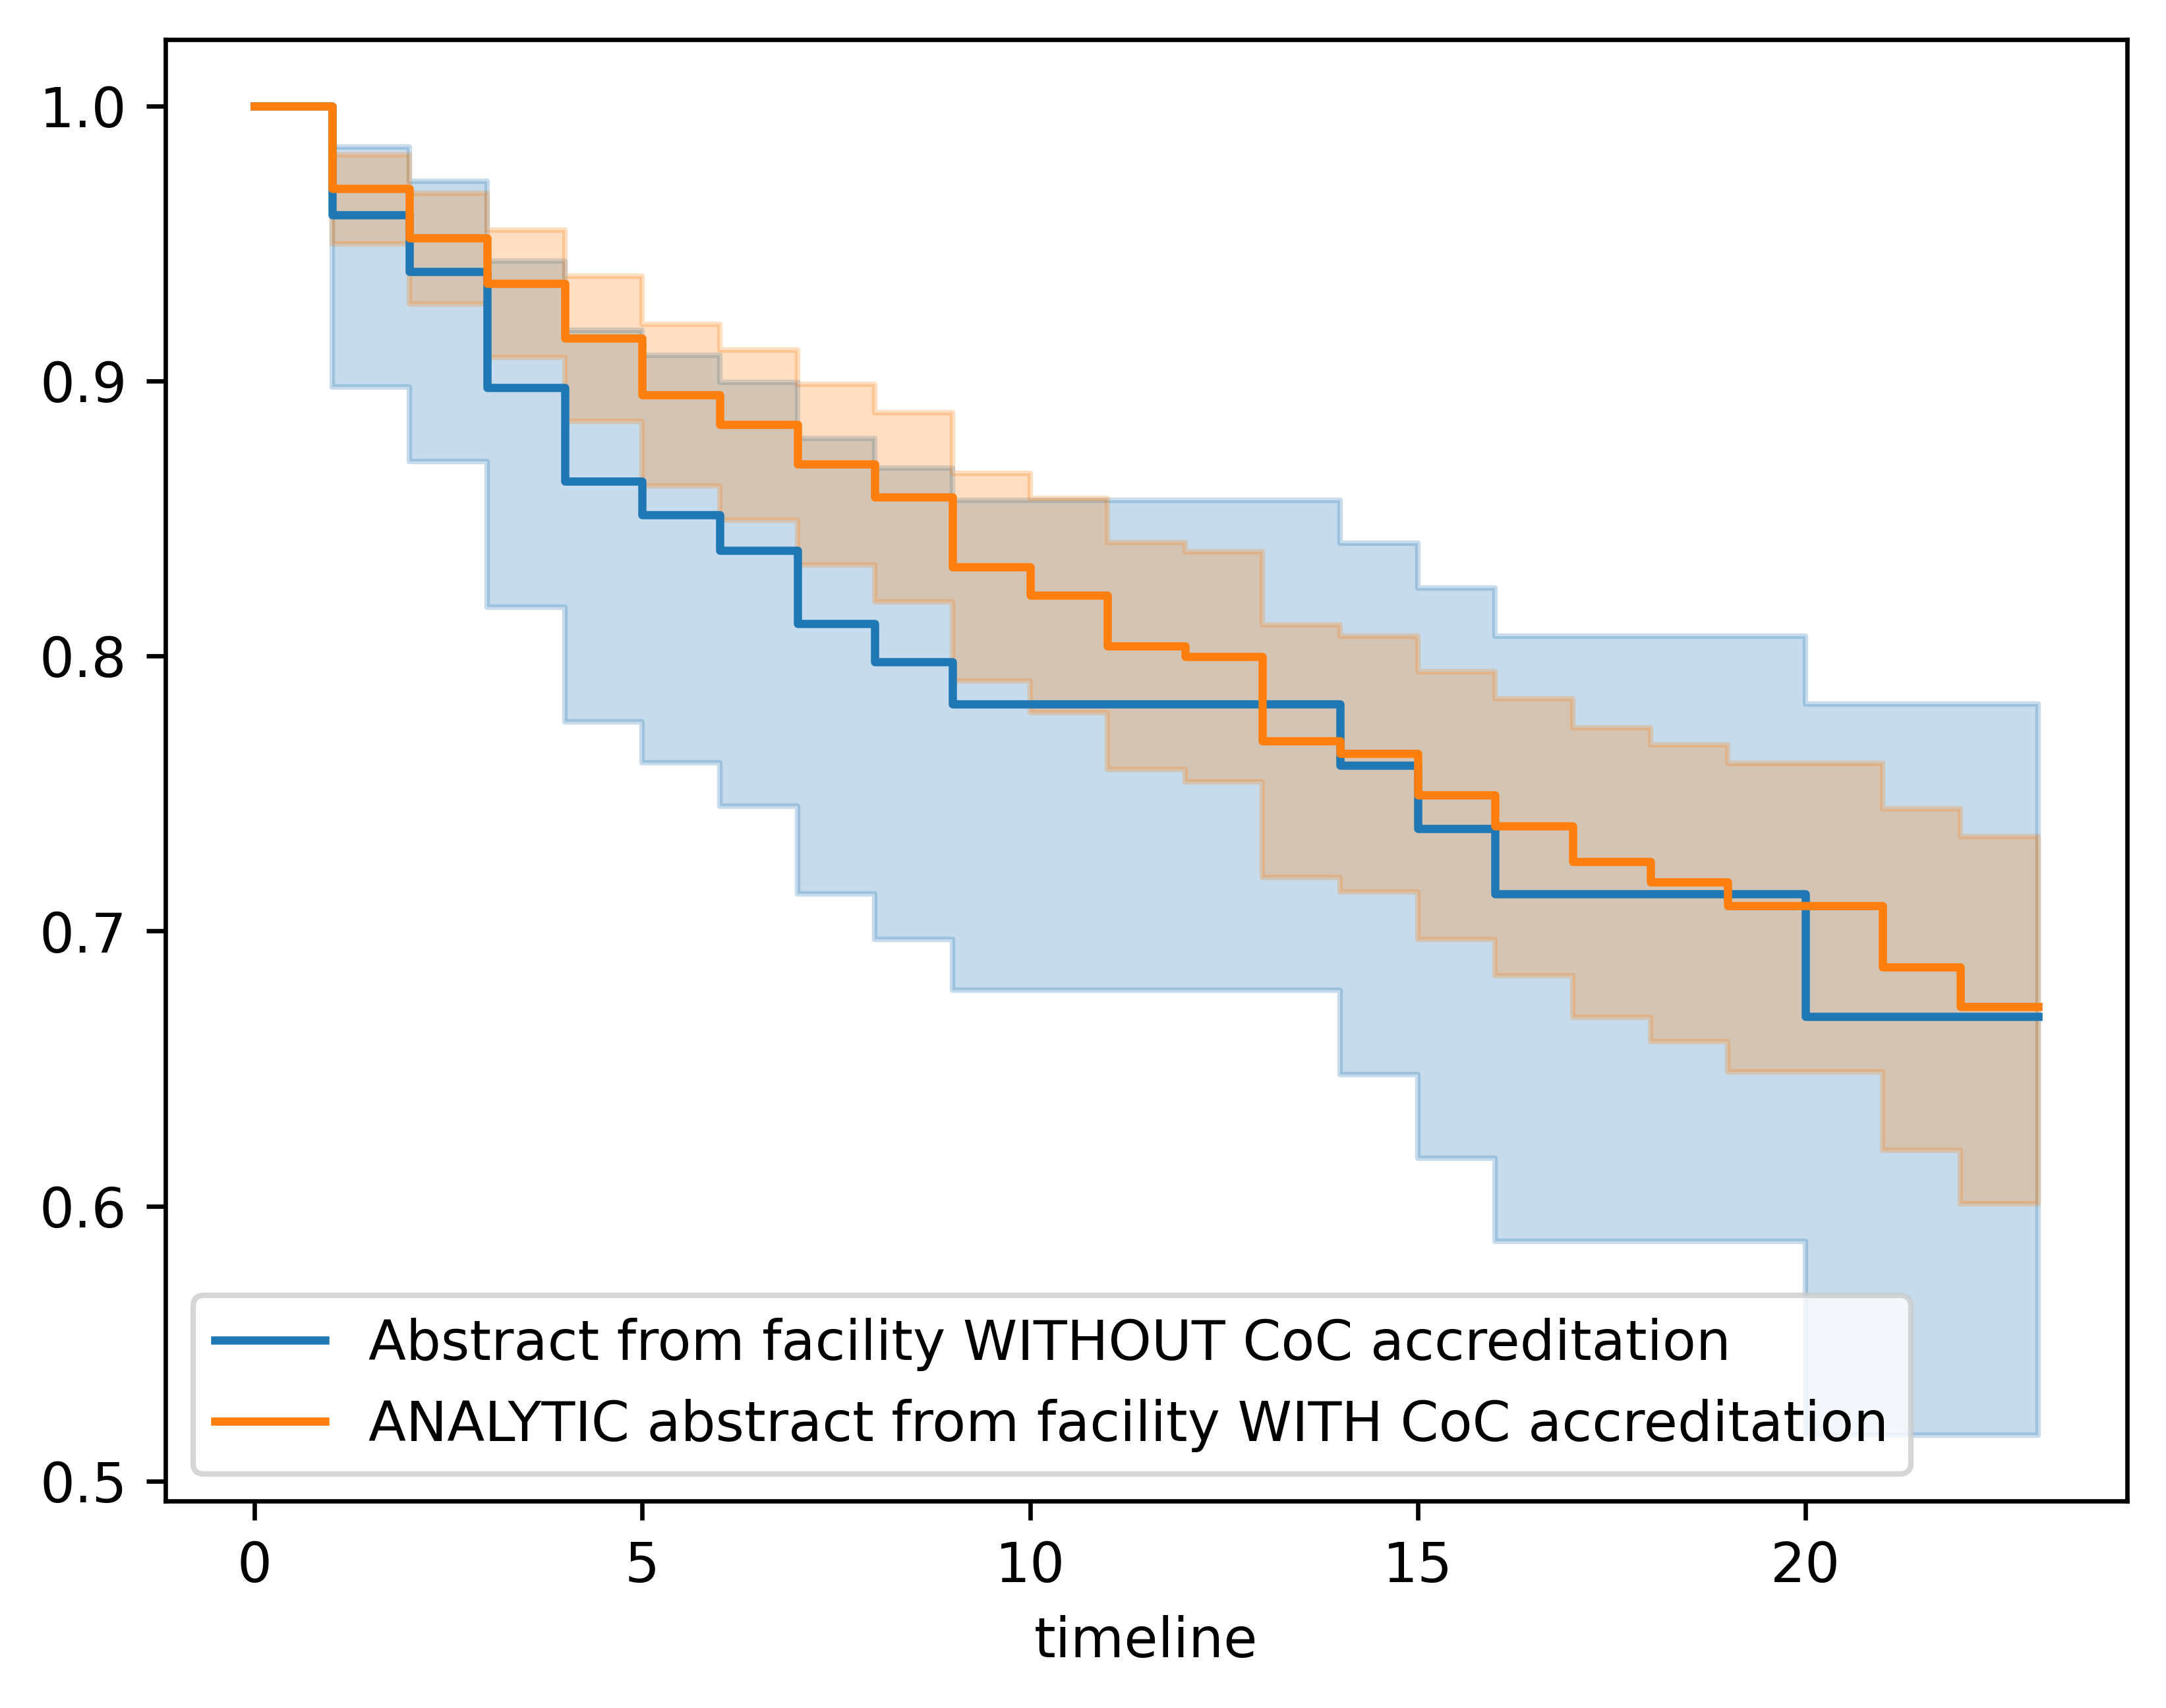 1.0
0.9
0.8
0.7
0.6
0.5
Abstract from facility WITHOUT CoC accreditation
ANALYTIC abstract from facility WITH CoC accreditation
0 5 10 15 20
timeline